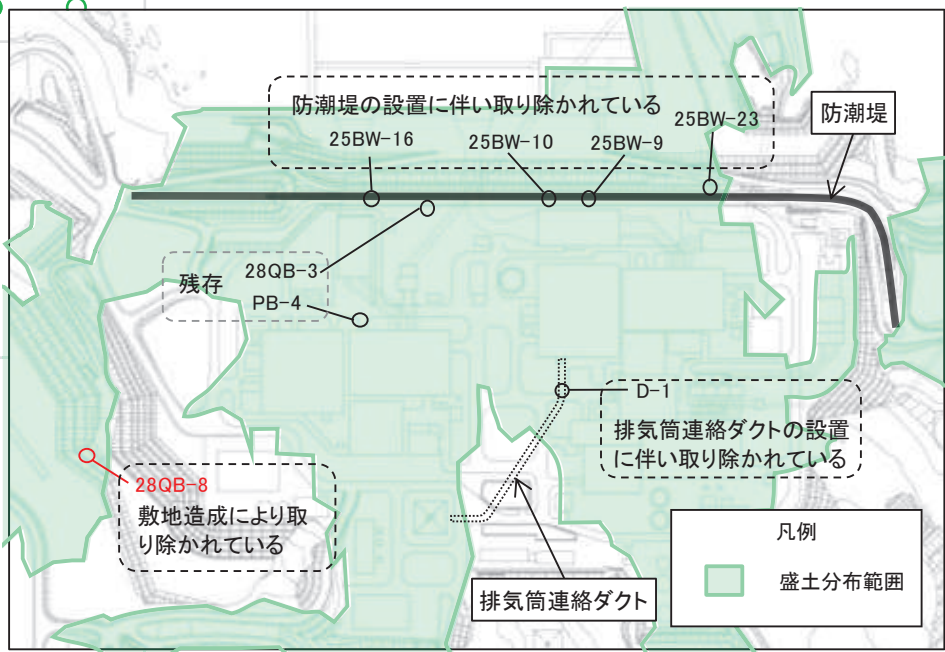 防潮堤の設置に伴い取り除かれている
25BW-16
25BW-10
25BW-9
25BW-23
防潮堤
残存
28QB-3
PB-4
D-1
排気筒連絡ダクトの設置
に伴い取り除かれている
28QB-8
敷地造成により取
り除かれている
排気筒連絡ダクト
凡例
盛土分布範囲